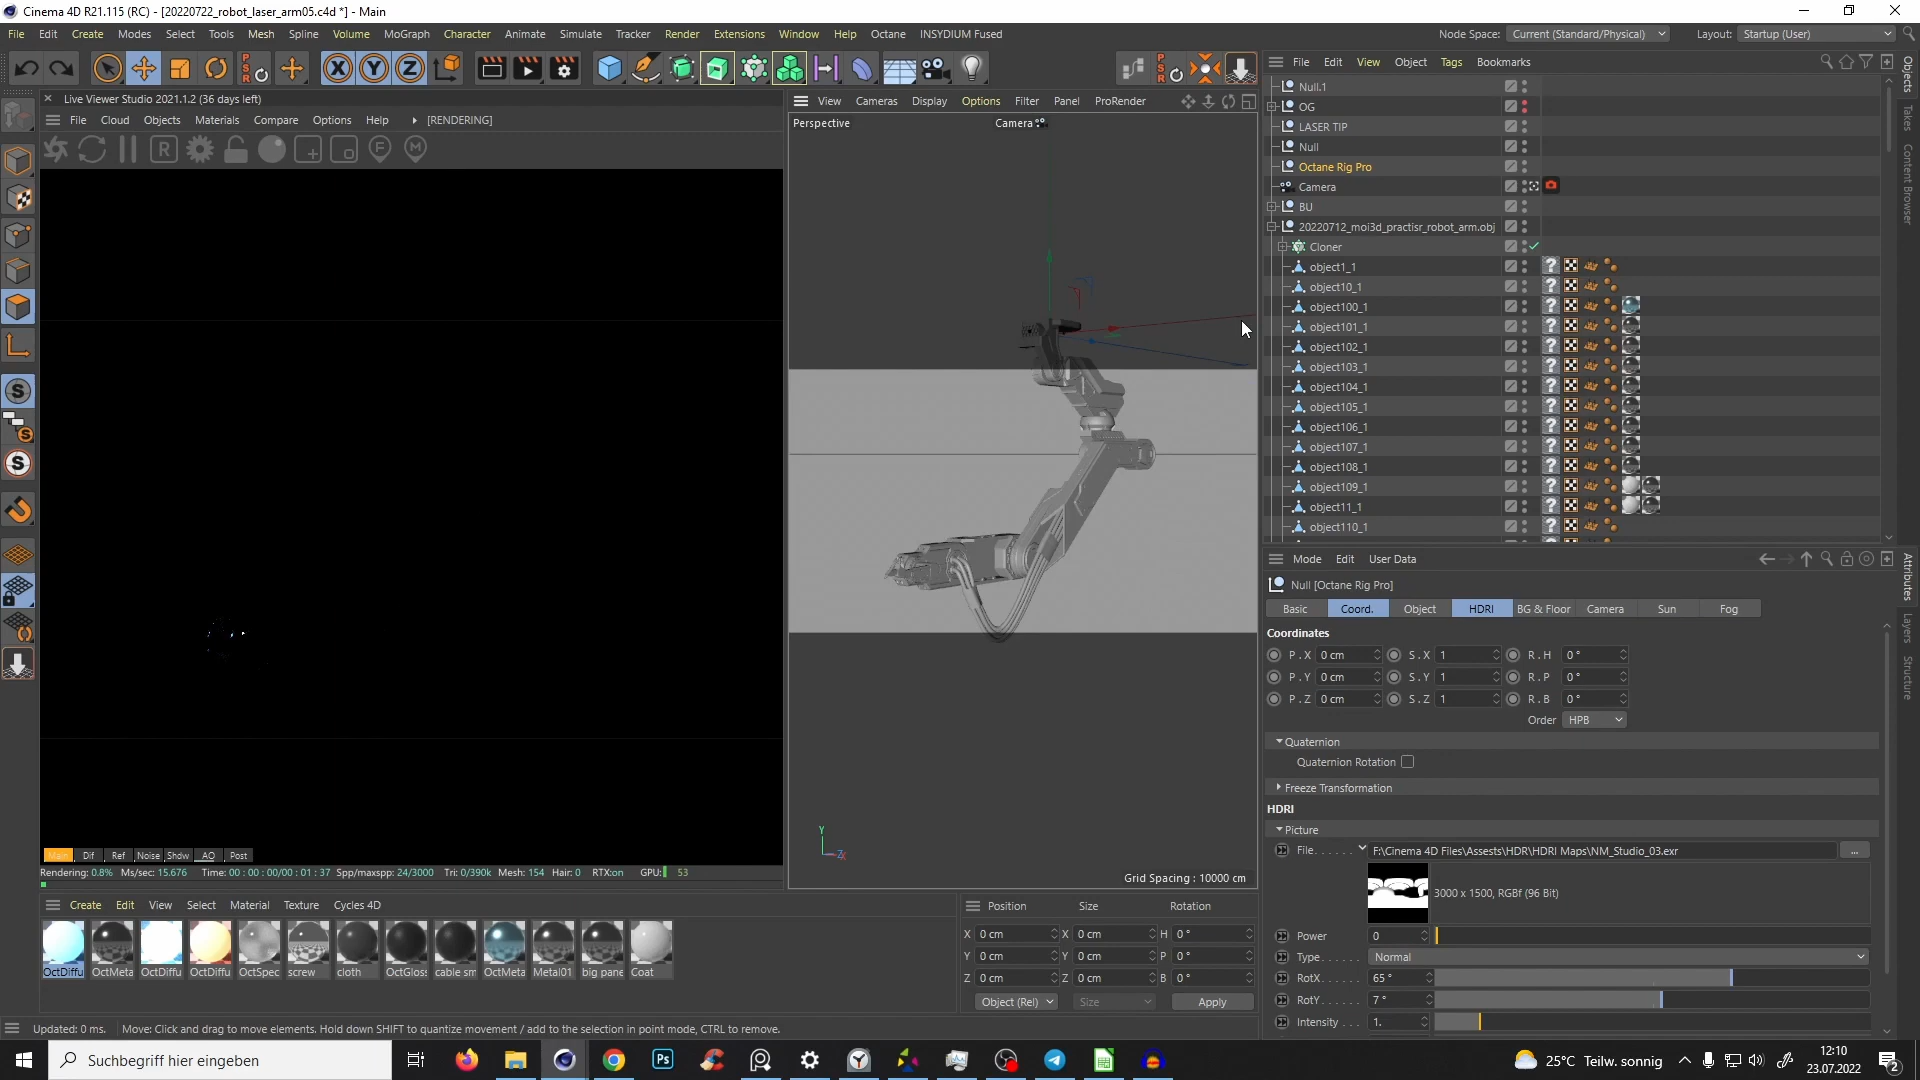 Cinema 4D R21.115 (RC) - [20220722_robot_laser_arm05.c4d *] - Main
File Edit Create Modes Select Tools Mesh Spline Volume MoGraph Character Animate Simulate Tracker Render Extensions Window Help Octane INSYDIUM Fused
Node Space: Current (Standard/Physical) Layout: Startup (User)
Live Viewer Studio 2021.1.2 (36 days left)
File Cloud Objects Materials Compare Options Help [RENDERING]
View Cameras Display Options Filter Panel ProRender
Perspective
Camera
Grid Spacing : 10000 cm
File Edit View Object Tags Bookmarks
Null.1
OG
LASER TIP
Null
Octane Rig Pro
Camera
BU
20220712_moi3d_practisr_robot_arm.obj
Cloner
object1_1
object10_1
object100_1
object101_1
object102_1
object103_1
object104_1
object105_1
object106_1
object107_1
object108_1
object109_1
object11_1
object110_1
Objects
Takes
Content Browser
Attributes
Layers
Structure
Mode Edit User Data
Null [Octane Rig Pro]
Basic Coord. Object HDRI BG & Floor Camera Sun Fog
Coordinates
P . X 0 cm S . X 1 R . H 0 °
P . Y 0 cm S . Y 1 R . P 0 °
P . Z 0 cm S . Z 1 R . B 0 °
Order HPB
Quaternion
Quaternion Rotation
Freeze Transformation
HDRI
Picture
File F:\Cinema 4D Files\Assests\HDR\HDRI Maps\NM_Studio_03.exr ...
3000 x 1500, RGBf (96 Bit)
Power 0
Type Normal
RotX 65 °
RotY 7 °
Intensity 1.
Main Dif Ref Noise Shdw AO Post
Rendering: 0.8% Ms/sec: 15.676 Time: 00 : 00 : 00/00 : 01 : 37 Spp/maxspp: 24/3000 Tri: 0/390k Mesh: 154 Hair: 0 RTX:on GPU: 53
Create Edit View Select Material Texture Cycles 4D
OctDiffu OctMeta OctDiffu OctDiffu OctSpec screw cloth OctGloss cable sm OctMeta Metal01 big pane Coat
Position Size Rotation
X 0 cm X 0 cm H 0 °
Y 0 cm Y 0 cm P 0 °
Z 0 cm Z 0 cm B 0 °
Object (Rel) Size Apply
Updated: 0 ms. Move: Click and drag to move elements. Hold down SHIFT to quantize movement / add to the selection in point mode, CTRL to remove.
Suchbegriff hier eingeben
25°C Teilw. sonnig
12:10
23.07.2022
2